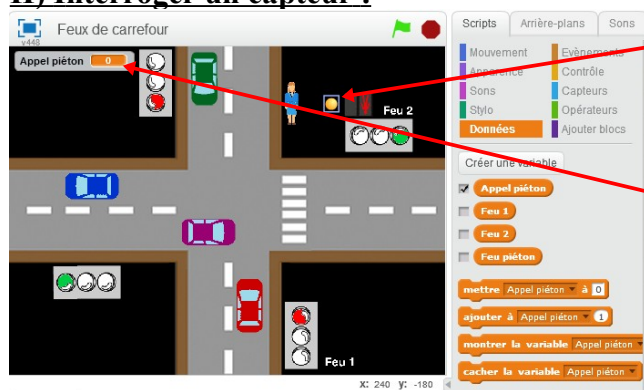 II) Interroger un capteur :
Feux de carrefour
v448
Appel piéton 0
Feu 2
Feu 1
x: 240 y: -180
Scripts Arrière-plans Sons
Mouvement Evènements
Apparence Contrôle
Sons Capteurs
Stylo Opérateurs
Données Ajouter blocs
Créer une variable
Appel piéton
Feu 1
Feu 2
Feu piéton
mettre Appel piéton à 0
ajouter à Appel piéton 1
montrer la variable Appel piéton
cacher la variable Appel piéton